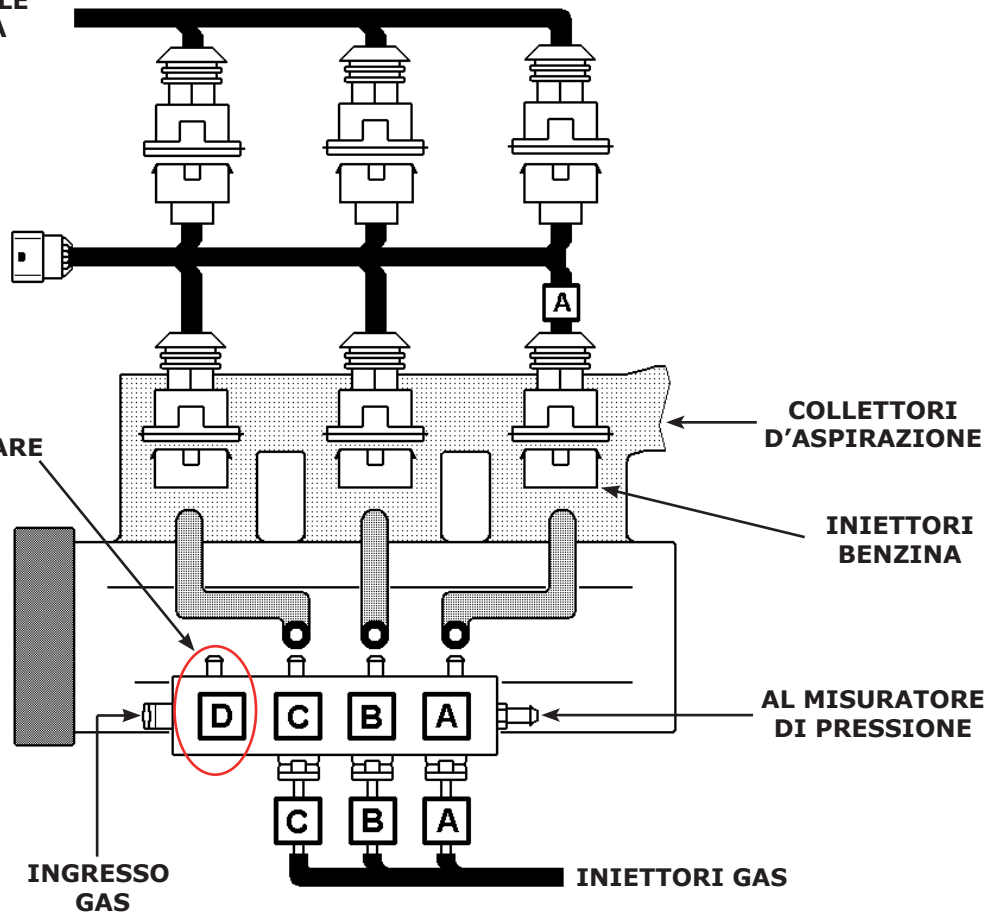 A
COLLETTORI
D'ASPIRAZIONE
INIETTORI
BENZINA
D
C
B
A
AL MISURATORE
DI PRESSIONE
C
B
A
INGRESSO
GAS
INIETTORI GAS